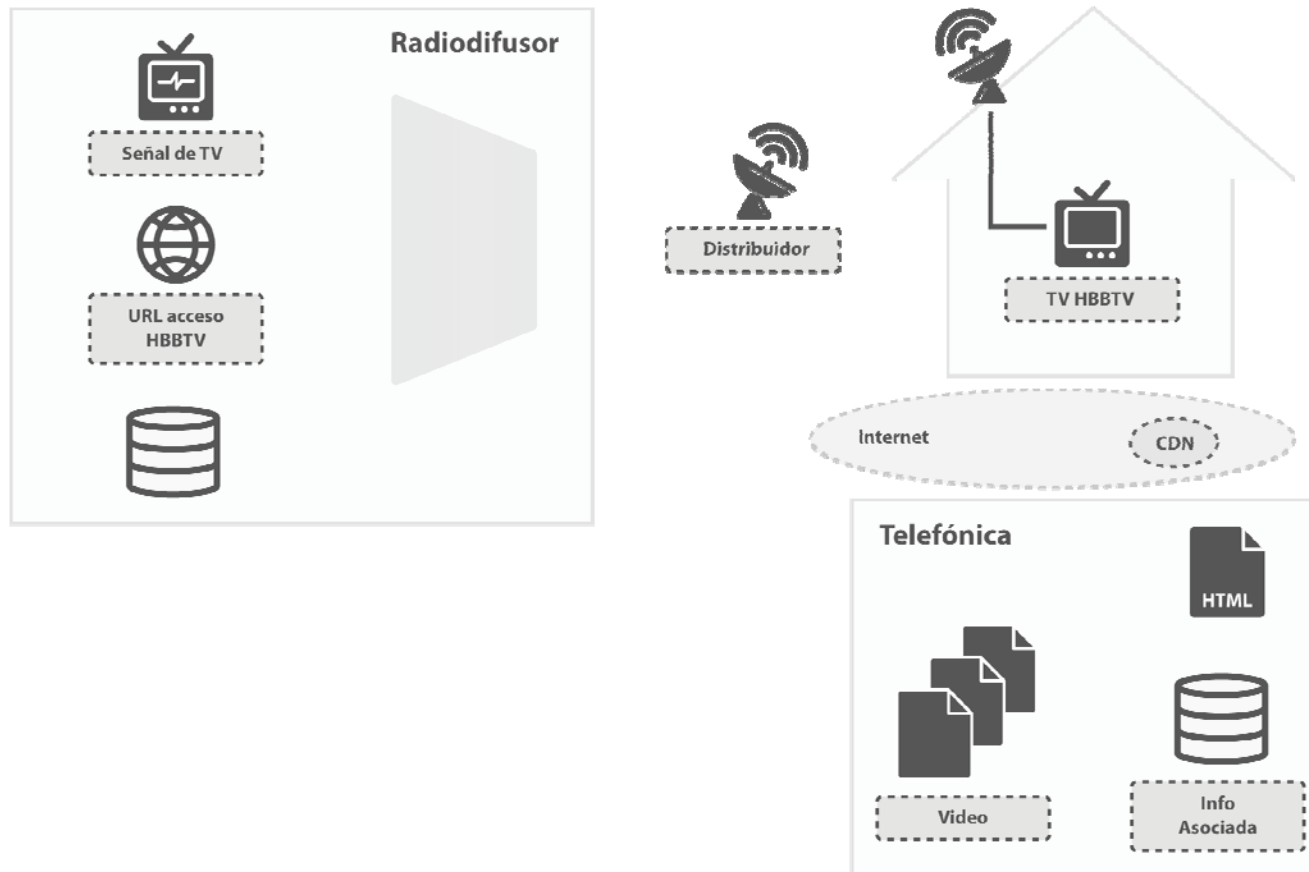 Radiodifusor
Señal de TV
URL acceso
HBBTV
Distribuidor
TV HBBTV
Internet
CDN
Telefónica
HTML
Video
Info
Asociada